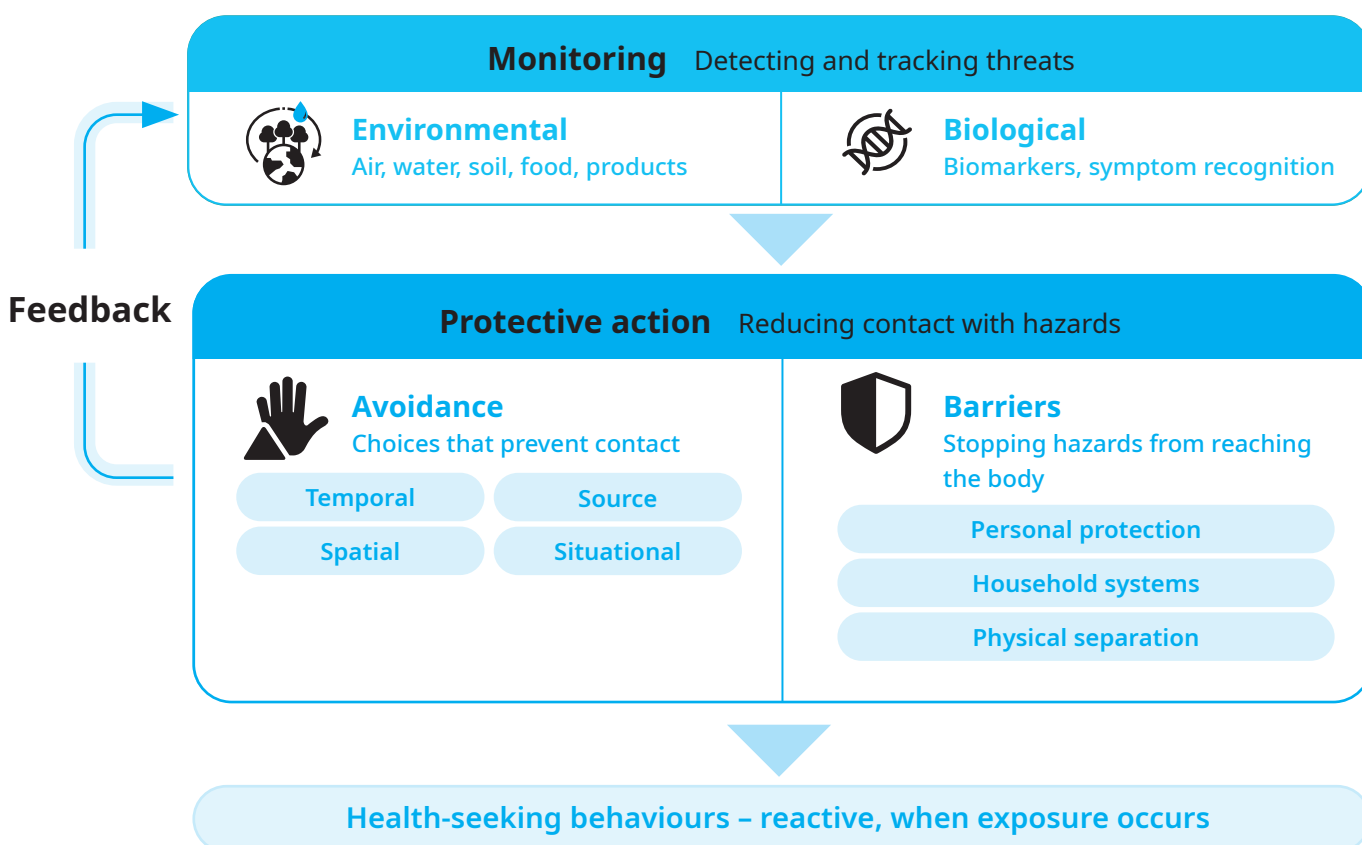 Monitoring Detecting and tracking threats
Environmental
Air, water, soil, food, products
Biological
Biomarkers, symptom recognition
Feedback
Protective action Reducing contact with hazards
Avoidance
Choices that prevent contact
Temporal
Source
Spatial
Situational
Barriers
Stopping hazards from reaching
the body
Personal protection
Household systems
Physical separation
Health-seeking behaviours – reactive, when exposure occurs